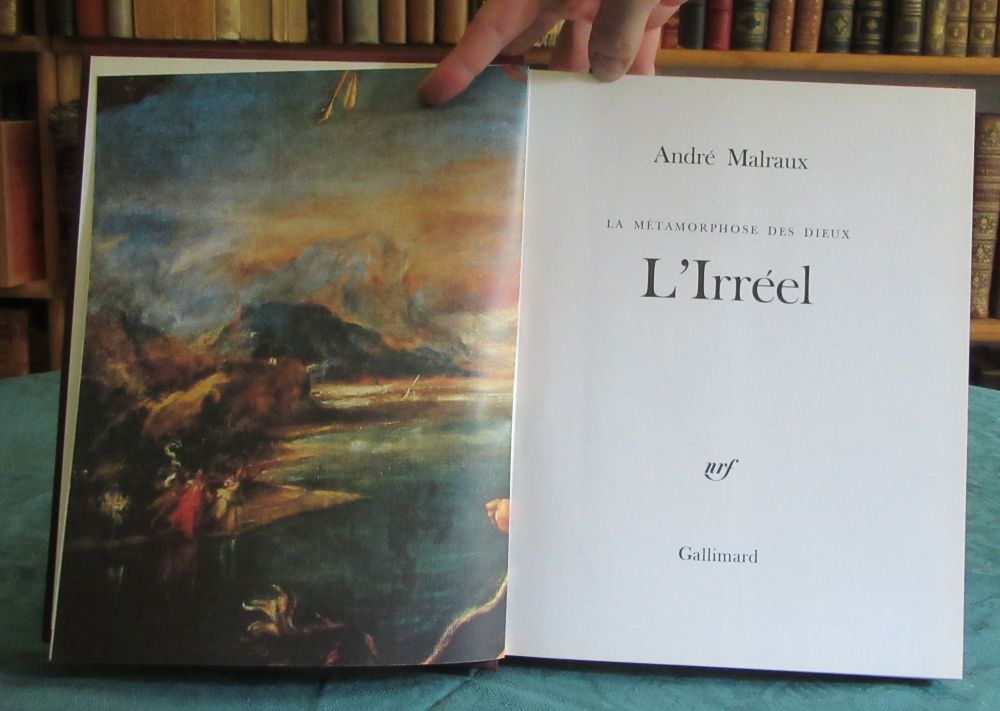 André Malraux
LA MÉTAMORPHOSE DES DIEUX
L'Irréel
nrf
Gallimard